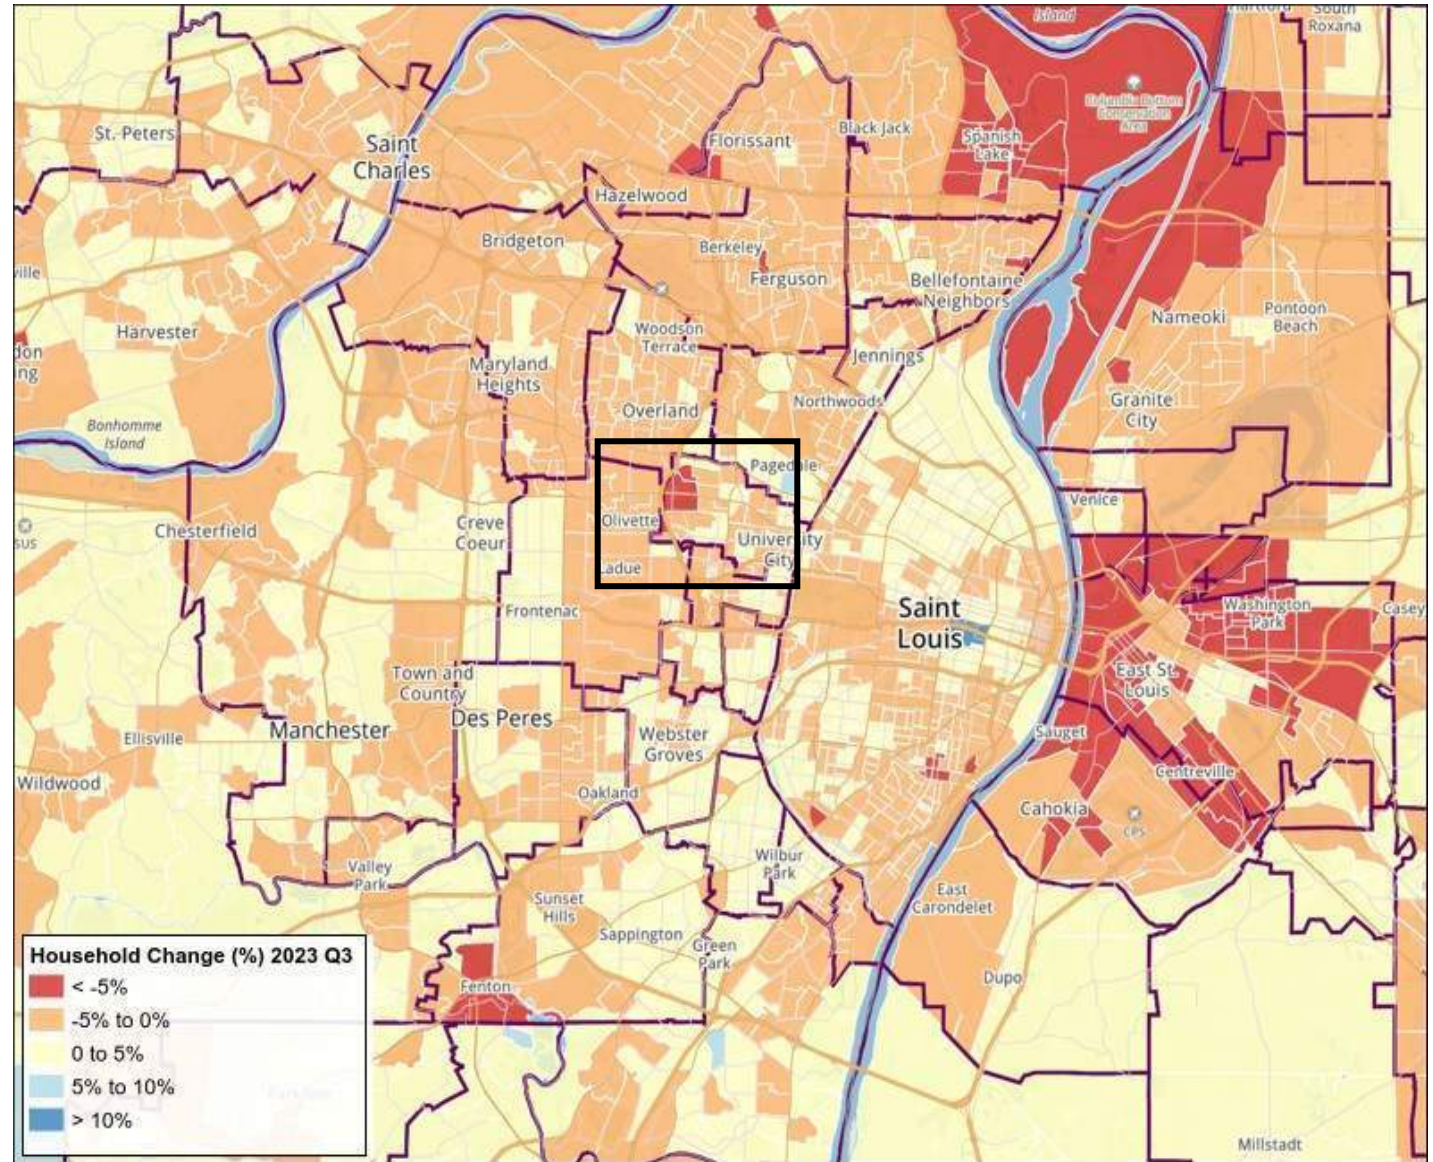 Island
Hartford
South
Roxana
Columbia Bottom
Conservation
Area
St. Peters
Saint
Charles
Florissant
Black Jack
Spanish
Lake
Hazelwood
Bridgeton
Berkeley
Ferguson
Bellefontaine
Neighbors
ville
Harvester
Woodson
Terrace
Nameoki
Pontoon
Beach
don
ing
Maryland
Heights
Jennings
Northwoods
Granite
City
Overland
Bonhomme
Island
Pagedale
Venice
Chesterfield
SUS
Creve
Coeur
Olivette
University
City
Ladue
Frontenac
Saint
Louis
Washington
Park
Casey
Town and
Country
East St.
Louis
Manchester
Des Peres
Ellisville
Webster
Groves
Sauget
Wildwood
Oakland
Centreville
Cahokia
CPS
Valley
Park
Wilbur
Park
Sunset
Hills
East
Carondelet
Sappington
Green
Park
Fenton
Dupo
Millstadt
Household Change (%) 2023 Q3
< -5%
-5% to 0%
0 to 5%
5% to 10%
> 10%